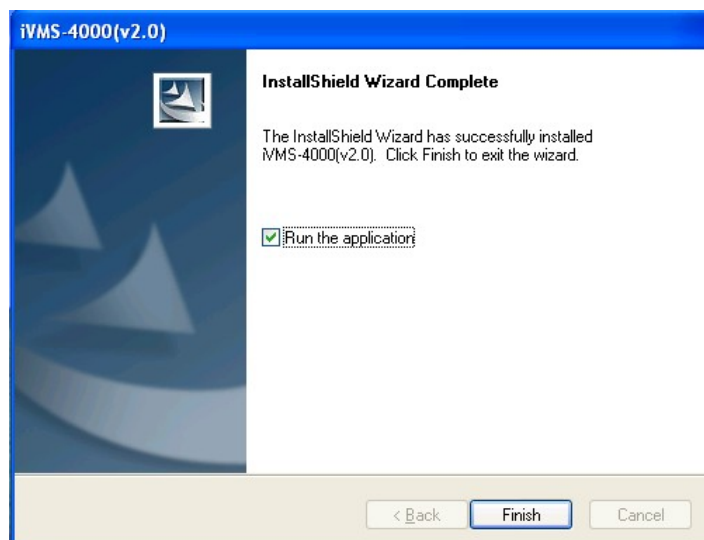 iVMS-4000(v2.0)
InstallShield Wizard Complete
The InstallShield Wizard has successfully installed
iVMS-4000(v2.0). Click Finish to exit the wizard.
Run the application
< Back
Finish
Cancel